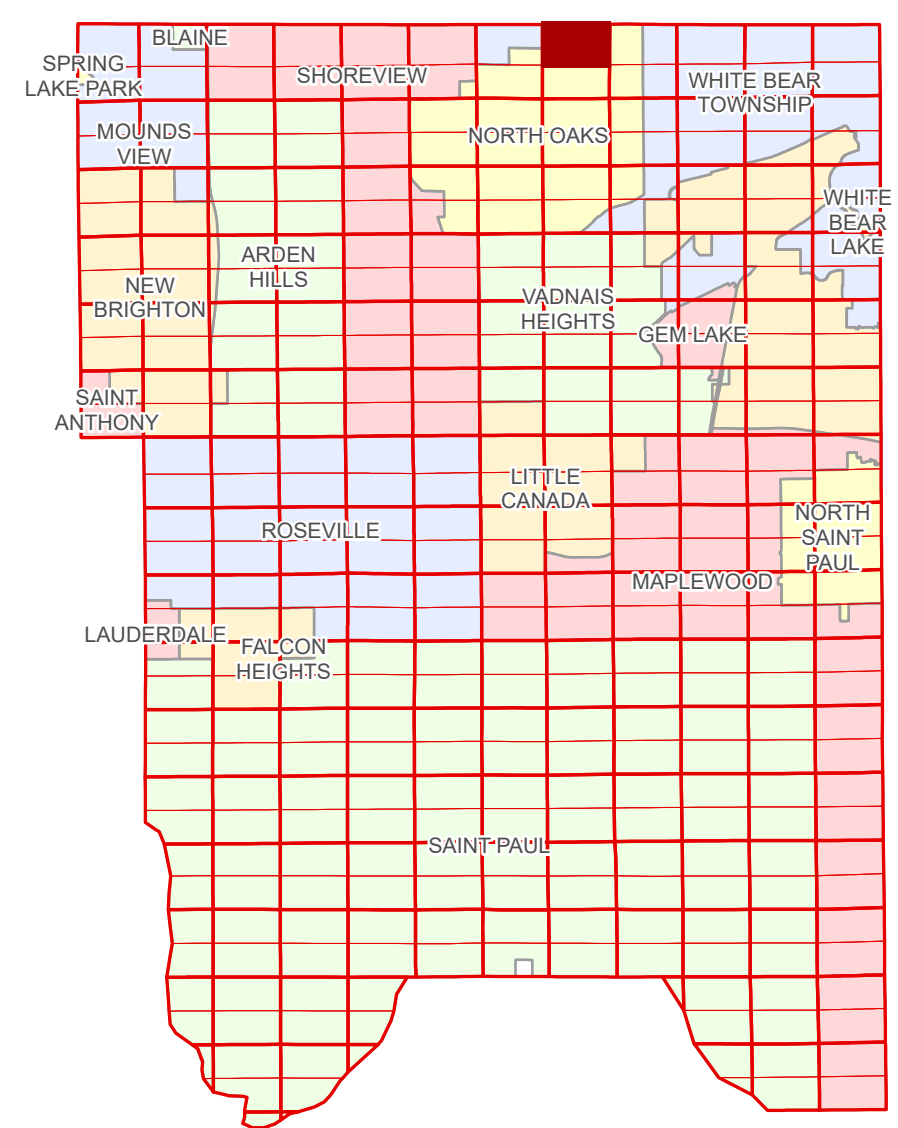 BLAINE
SPRING
LAKE PARK
SHOREVIEW
WHITE BEAR
TOWNSHIP
MOUNDS
VIEW
NORTH OAKS
WHITE
BEAR
LAKE
ARDEN
HILLS
NEW
BRIGHTON
VADNAIS
HEIGHTS
GEM LAKE
SAINT
ANTHONY
LITTLE
CANADA
NORTH
SAINT
PAUL
ROSEVILLE
MAPLEWOOD
LAUDERDALE
FALCON
HEIGHTS
SAINT PAUL